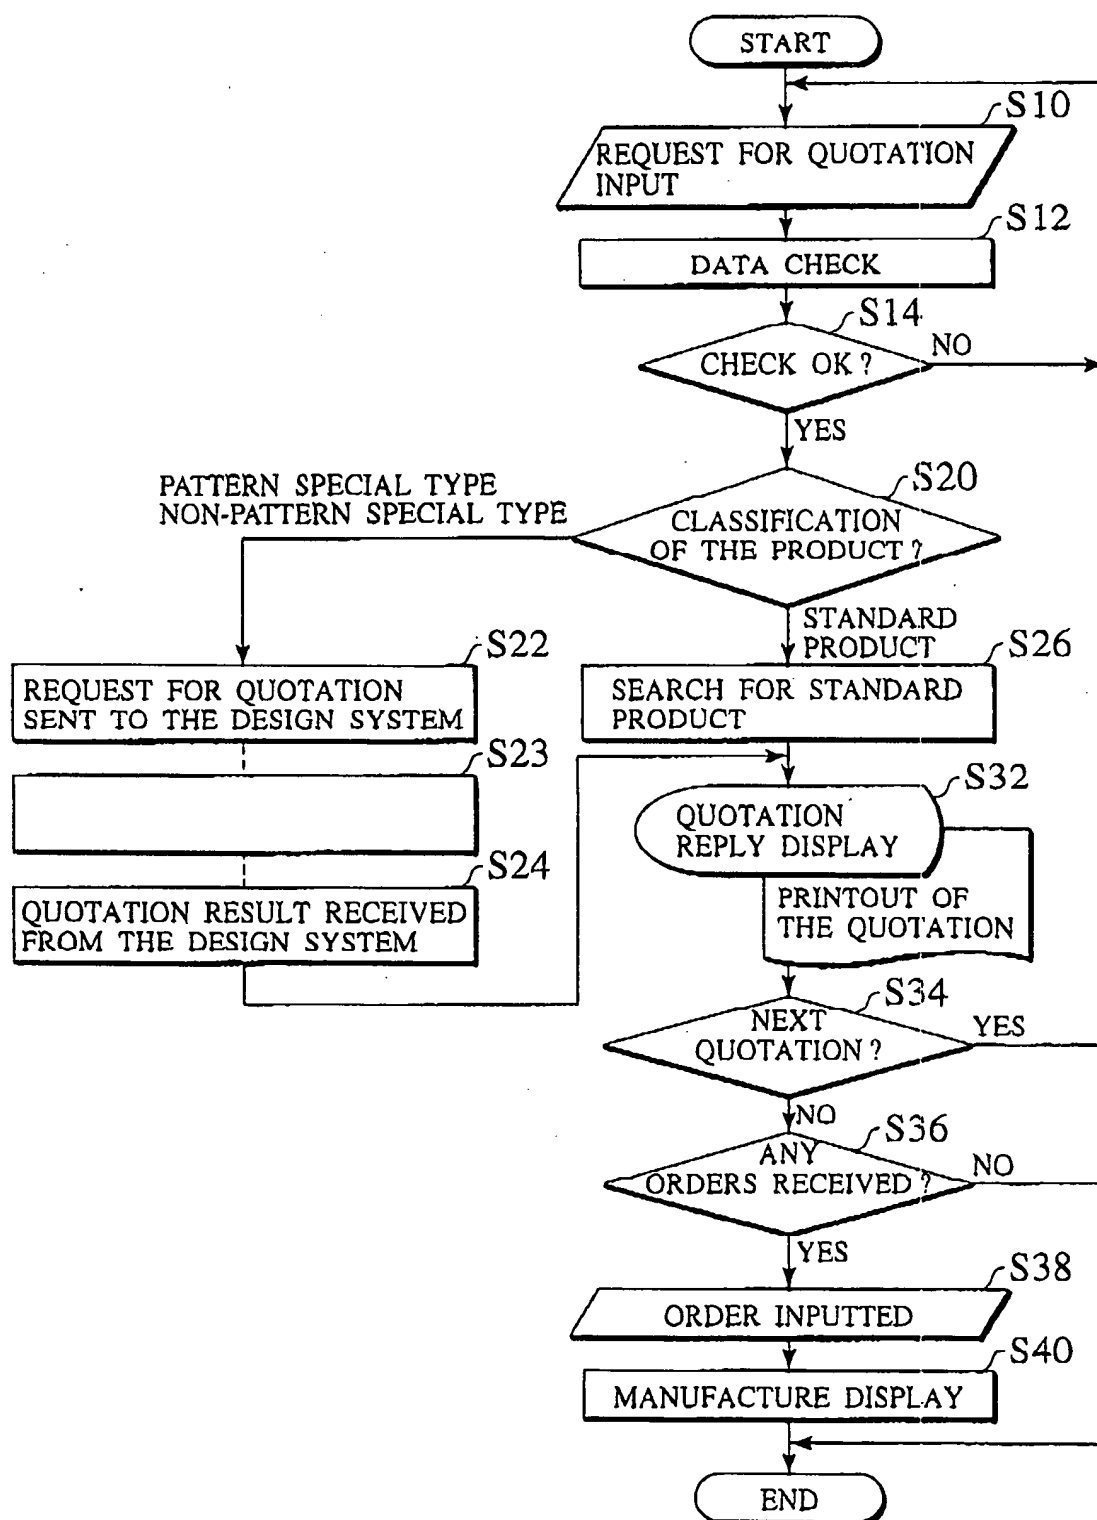 START
S10
REQUEST FOR QUOTATION
INPUT
S12
DATA CHECK
S14
CHECK OK?
NO
YES
S20
PATTERN SPECIAL TYPE
NON-PATTERN SPECIAL TYPE
CLASSIFICATION
OF THE PRODUCT?
STANDARD
PRODUCT
S22
REQUEST FOR QUOTATION
SENT TO THE DESIGN SYSTEM
S26
SEARCH FOR STANDARD
PRODUCT
S23
S32
QUOTATION
REPLY DISPLAY
S24
QUOTATION RESULT RECEIVED
FROM THE DESIGN SYSTEM
PRINTOUT OF
THE QUOTATION
S34
NEXT
QUOTATION?
YES
NO
S36
ANY
ORDERS RECEIVED?
NO
YES
S38
ORDER INPUTTED
S40
MANUFACTURE DISPLAY
END